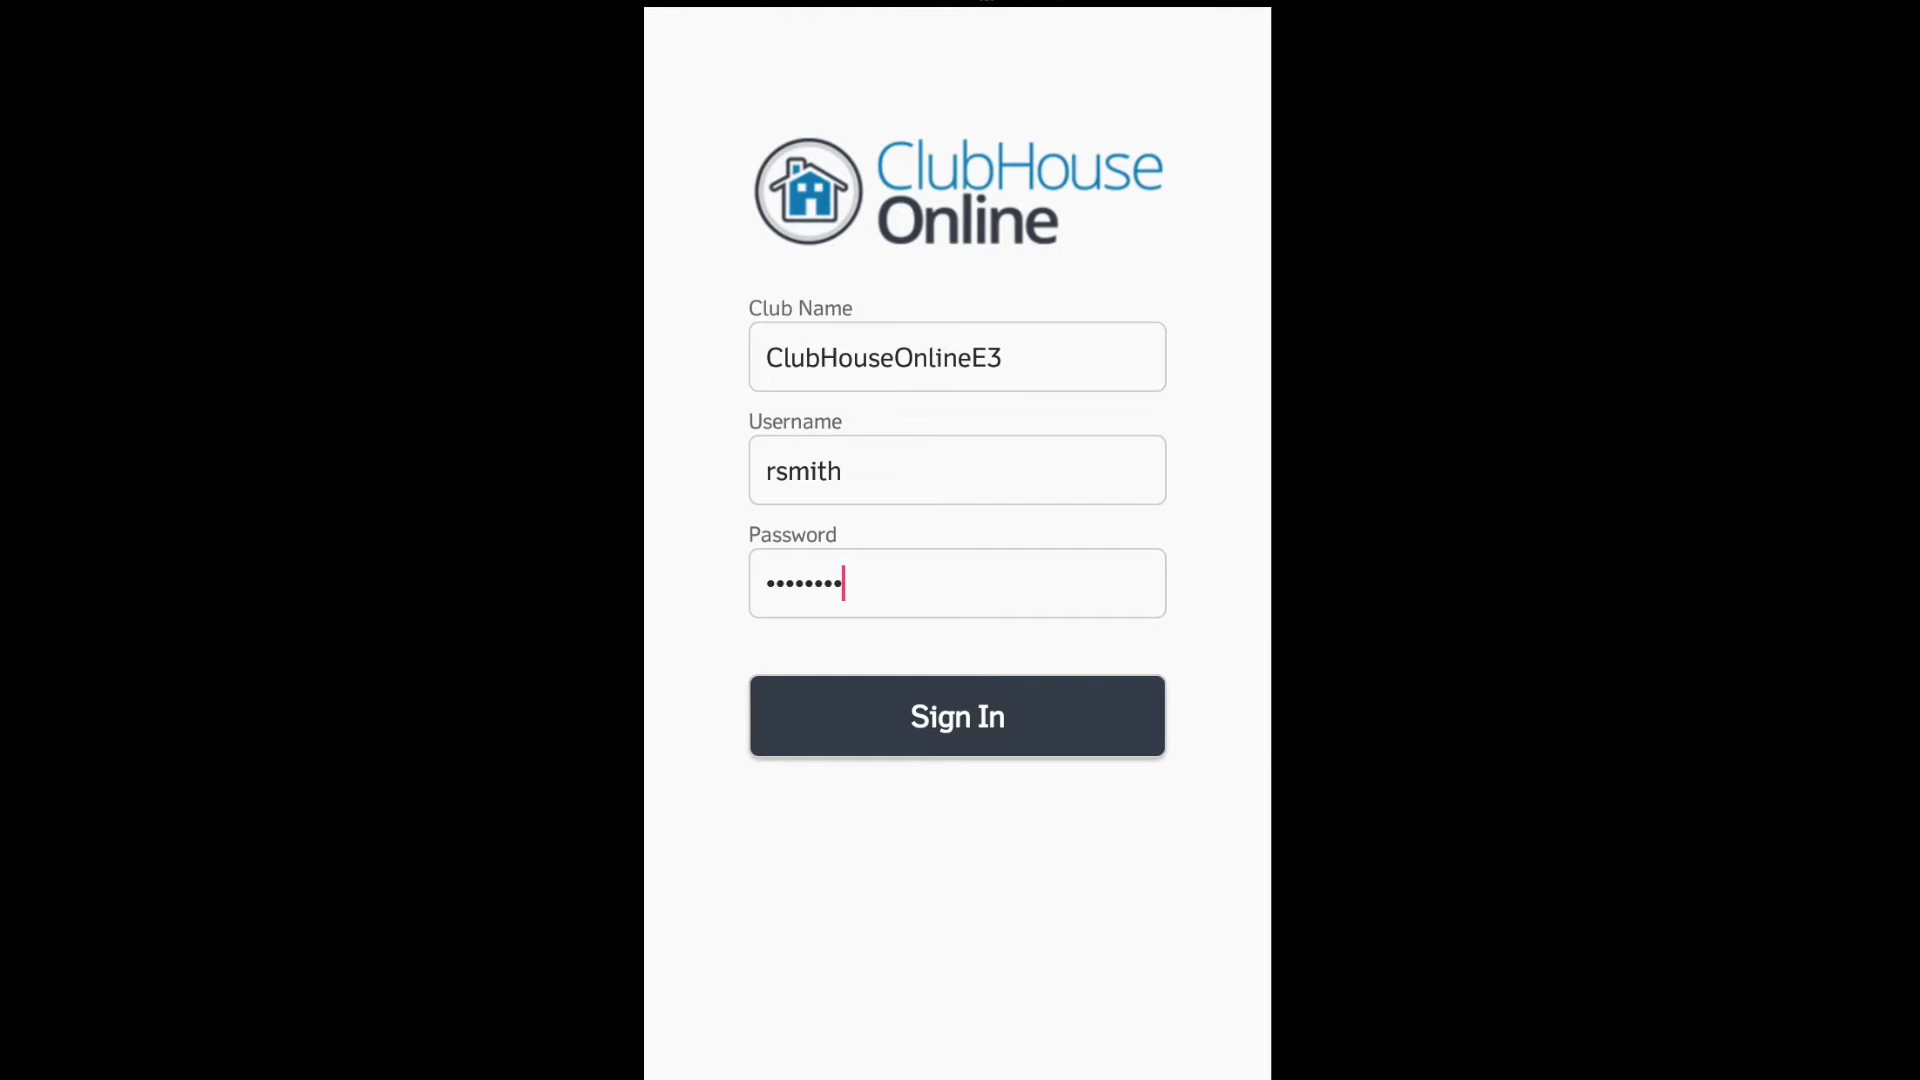 ClubHouse
Online
Club Name
ClubHouseOnlineE3
Username
rsmith
Password
••••••••
Sign In